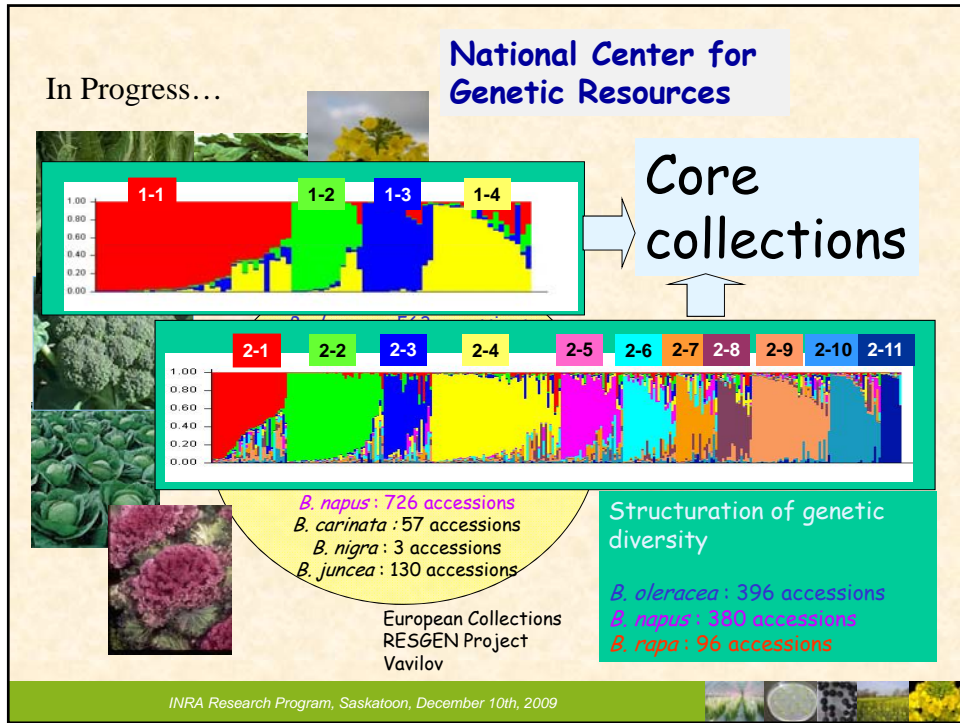 In Progress…
National Center for
Genetic Resources
1-1 1-2 1-3 1-4
1.00
0.80
0.60
0.40
0.20
0.00
Core
collections
2-1 2-2 2-3 2-4 2-5 2-6 2-7 2-8 2-9 2-10 2-11
1.00
0.80
0.60
0.40
0.20
0.00
B. napus : 726 accessions
B. carinata : 57 accessions
B. nigra : 3 accessions
B. juncea : 130 accessions
European Collections
RESGEN Project
Vavilov
Structuration of genetic
diversity
B. oleracea : 396 accessions
B. napus : 380 accessions
B. rapa : 96 accessions
INRA Research Program, Saskatoon, December 10th, 2009